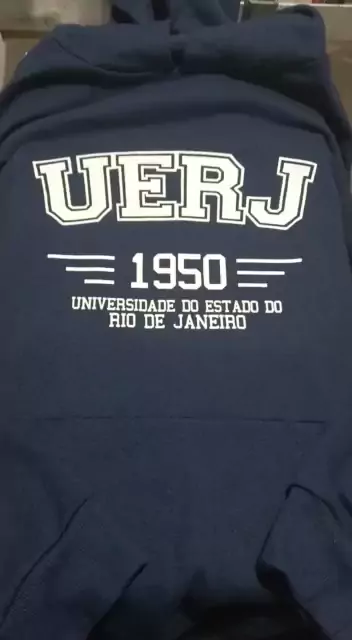 UERJ
1950
UNIVERSIDADE DO ESTADO DO
RIO DE JANEIRO